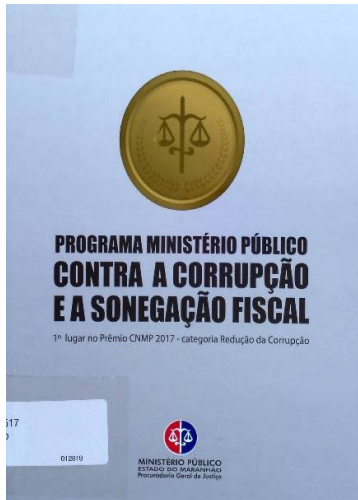 PROGRAMA MINISTÉRIO PÚBLICO
CONTRA A CORRUPÇÃO
E A SONEGAÇÃO FISCAL
1º lugar no Prêmio CNMP 2017 - categoria Redução da Corrupção
012619
MINISTÉRIO PÚBLICO
ESTADO DO MARANHÃO
Procuradoria Geral de Justiça